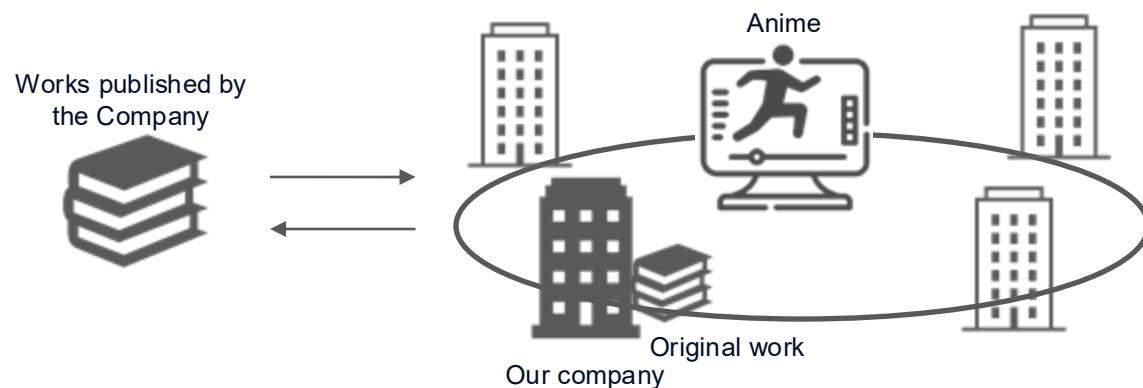 Works published by
the Company
Anime
Original work
Our company